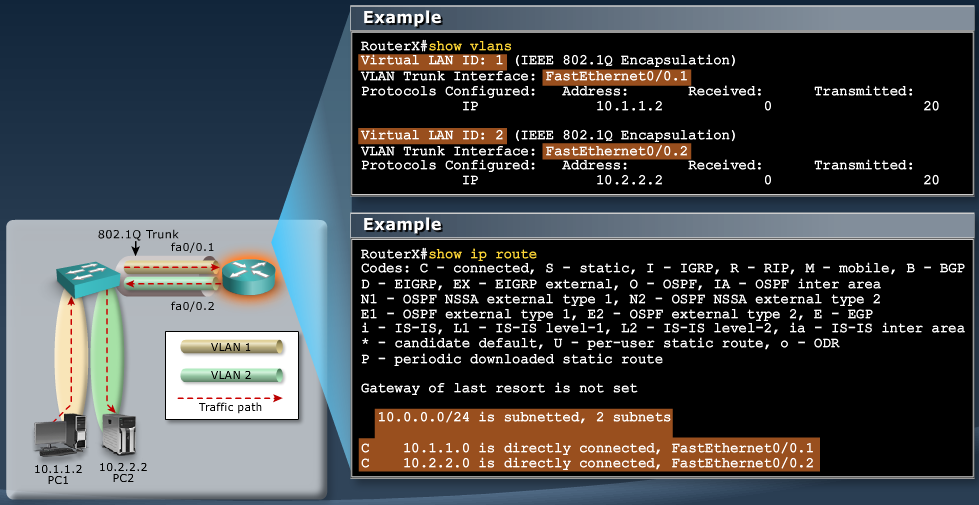 Example
RouterX#show vlans
Virtual LAN ID: 1 (IEEE 802.1Q Encapsulation)
VLAN Trunk Interface: FastEthernet0/0.1
Protocols Configured: Address: Received: Transmitted:
IP 10.1.1.2 0 20
Virtual LAN ID: 2 (IEEE 802.1Q Encapsulation)
VLAN Trunk Interface: FastEthernet0/0.2
Protocols Configured: Address: Received: Transmitted:
IP 10.2.2.2 0 20
Example
RouterX#show ip route
Codes: C - connected, S - static, I - IGRP, R - RIP, M - mobile, B - BGP
D - EIGRP, EX - EIGRP external, O - OSPF, IA - OSPF inter area
N1 - OSPF NSSA external type 1, N2 - OSPF NSSA external type 2
E1 - OSPF external type 1, E2 - OSPF external type 2, E - EGP
i - IS-IS, L1 - IS-IS level-1, L2 - IS-IS level-2, ia - IS-IS inter area
* - candidate default, U - per-user static route, o - ODR
P - periodic downloaded static route
Gateway of last resort is not set
10.0.0.0/24 is subnetted, 2 subnets
C 10.1.1.0 is directly connected, FastEthernet0/0.1
C 10.2.2.0 is directly connected, FastEthernet0/0.2
802.1Q Trunk
fa0/0.1
fa0/0.2
VLAN 1
VLAN 2
Traffic path
10.1.1.2
PC1
10.2.2.2
PC2